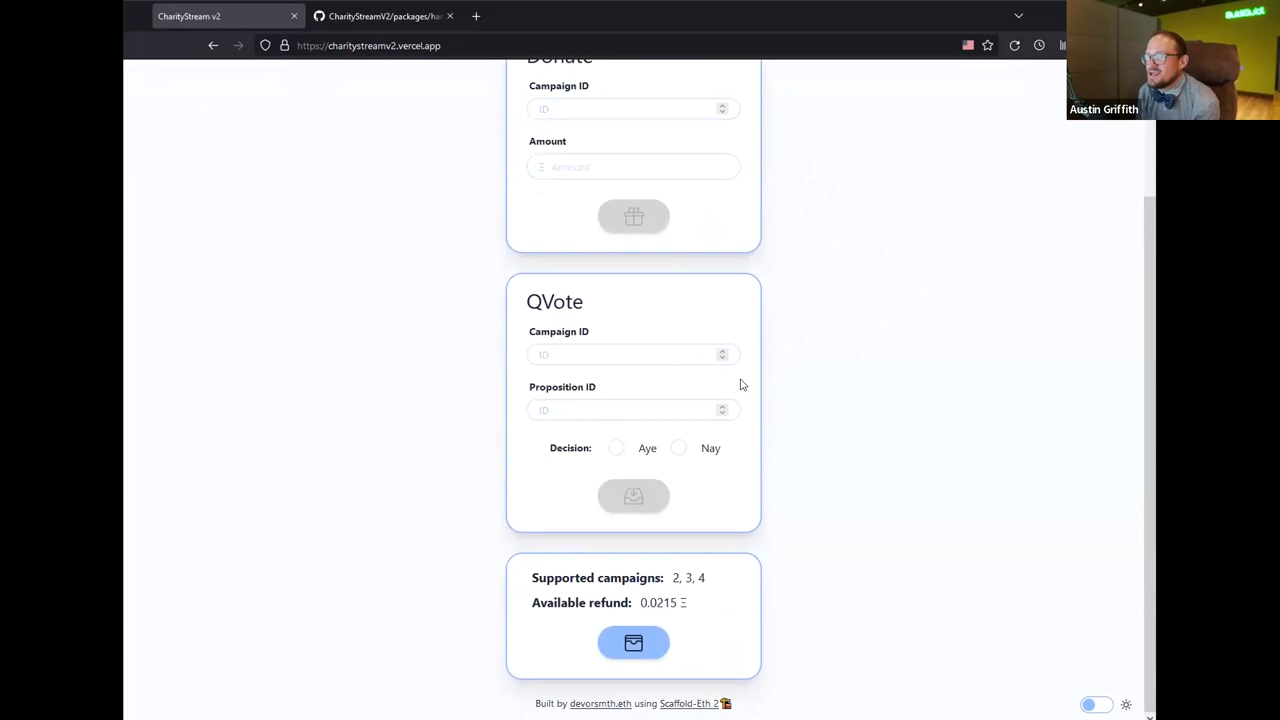 CharityStream v2
CharityStreamV2/packages/har
https://charitystreamv2.vercel.app
Austin Griffith
Donate
Campaign ID
ID
Amount
Ξ Amount
QVote
Campaign ID
ID
Proposition ID
ID
Decision: Aye Nay
Supported campaigns: 2, 3, 4
Available refund: 0.0215 Ξ
Built by devorsmth.eth using Scaffold-Eth 2